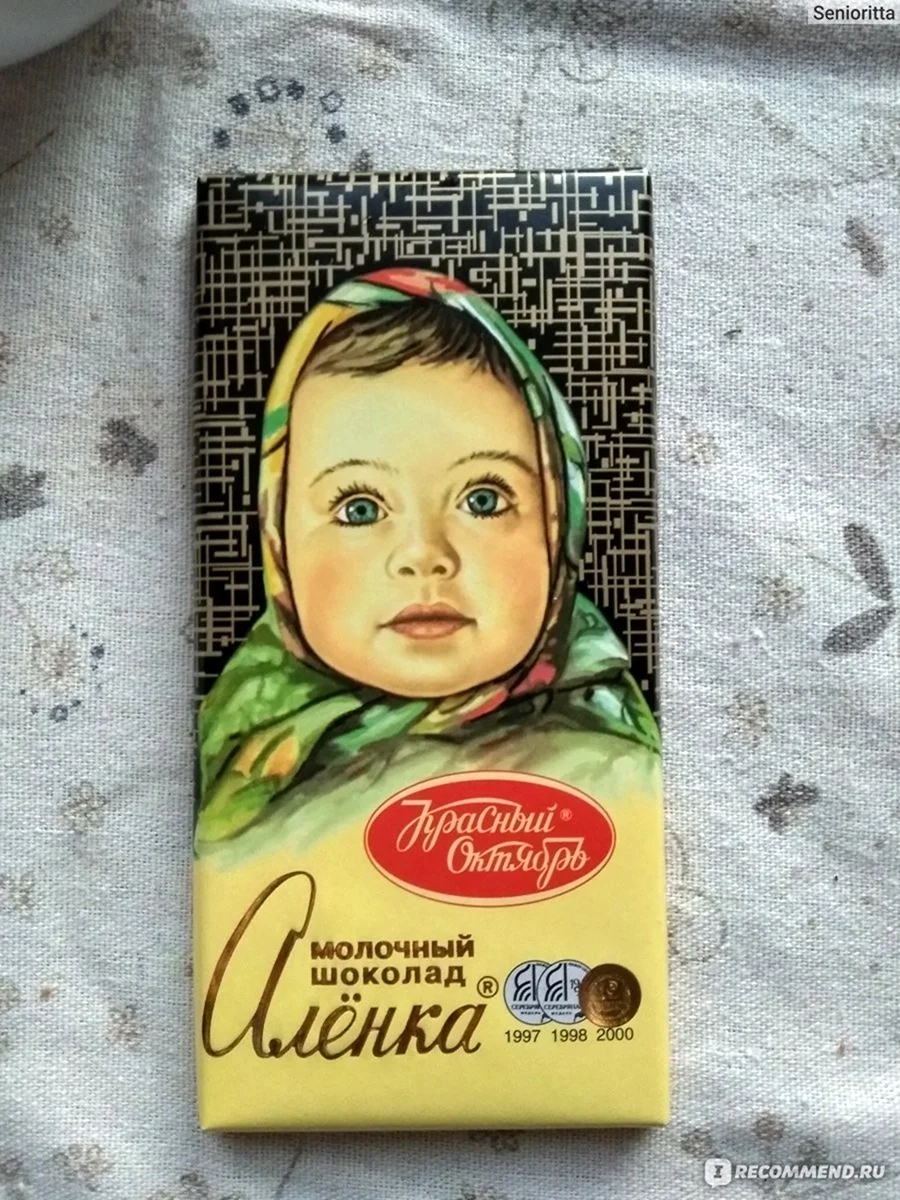 Senioritta
Красный®
Октябрь
молочный
шоколад
Алёнка®
1997 1998 2000
RECOMMEND.RU